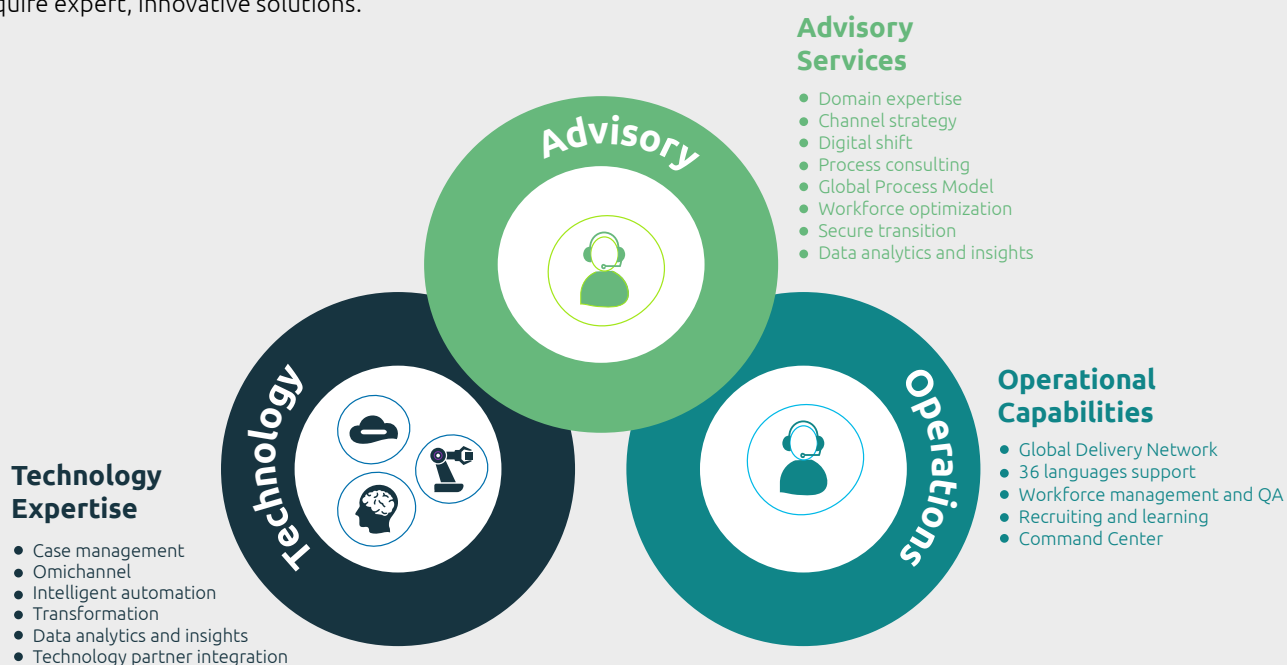 quire expert, innovative solutions.
Advisory
Services
Domain expertise
Channel strategy
Digital shift
Process consulting
Global Process Model
Workforce optimization
Secure transition
Data analytics and insights
Advisory
Technology
Operations
Operational
Capabilities
Global Delivery Network
36 languages support
Workforce management and QA
Recruiting and learning
Command Center
Technology
Expertise
Case management
Omichannel
Intelligent automation
Transformation
Data analytics and insights
Technology partner integration